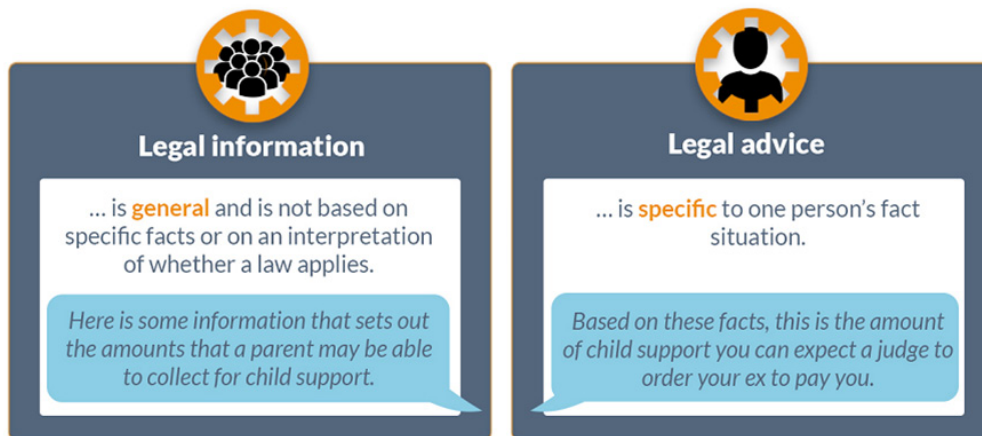 Legal information
... is general and is not based on
specific facts or on an interpretation
of whether a law applies.
Here is some information that sets out
the amounts that a parent may be able
to collect for child support.
Legal advice
... is specific to one person's fact
situation.
Based on these facts, this is the amount
of child support you can expect a judge to
order your ex to pay you.